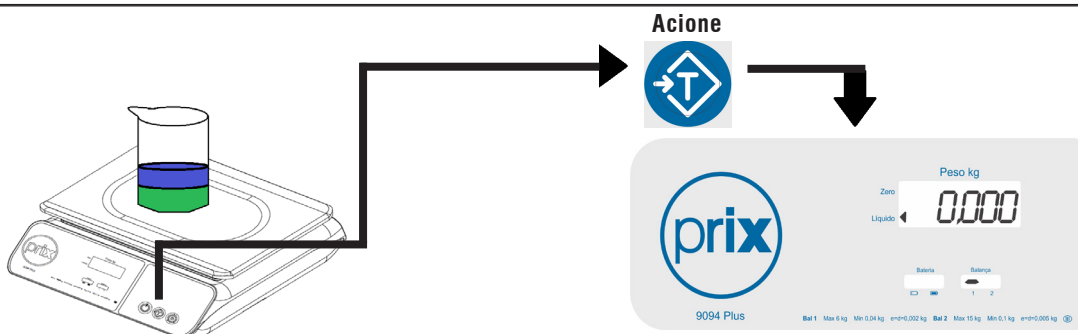 Acione
T
prix
Peso kg
Zero
0,000
Líquido
prix
Bateria Balança
1 2
9094 Plus
Bal 1 Max 6 kg Min 0,04 kg e=d=0,002 kg Bal 2 Max 15 kg Min 0,1 kg e=d=0,005 kg